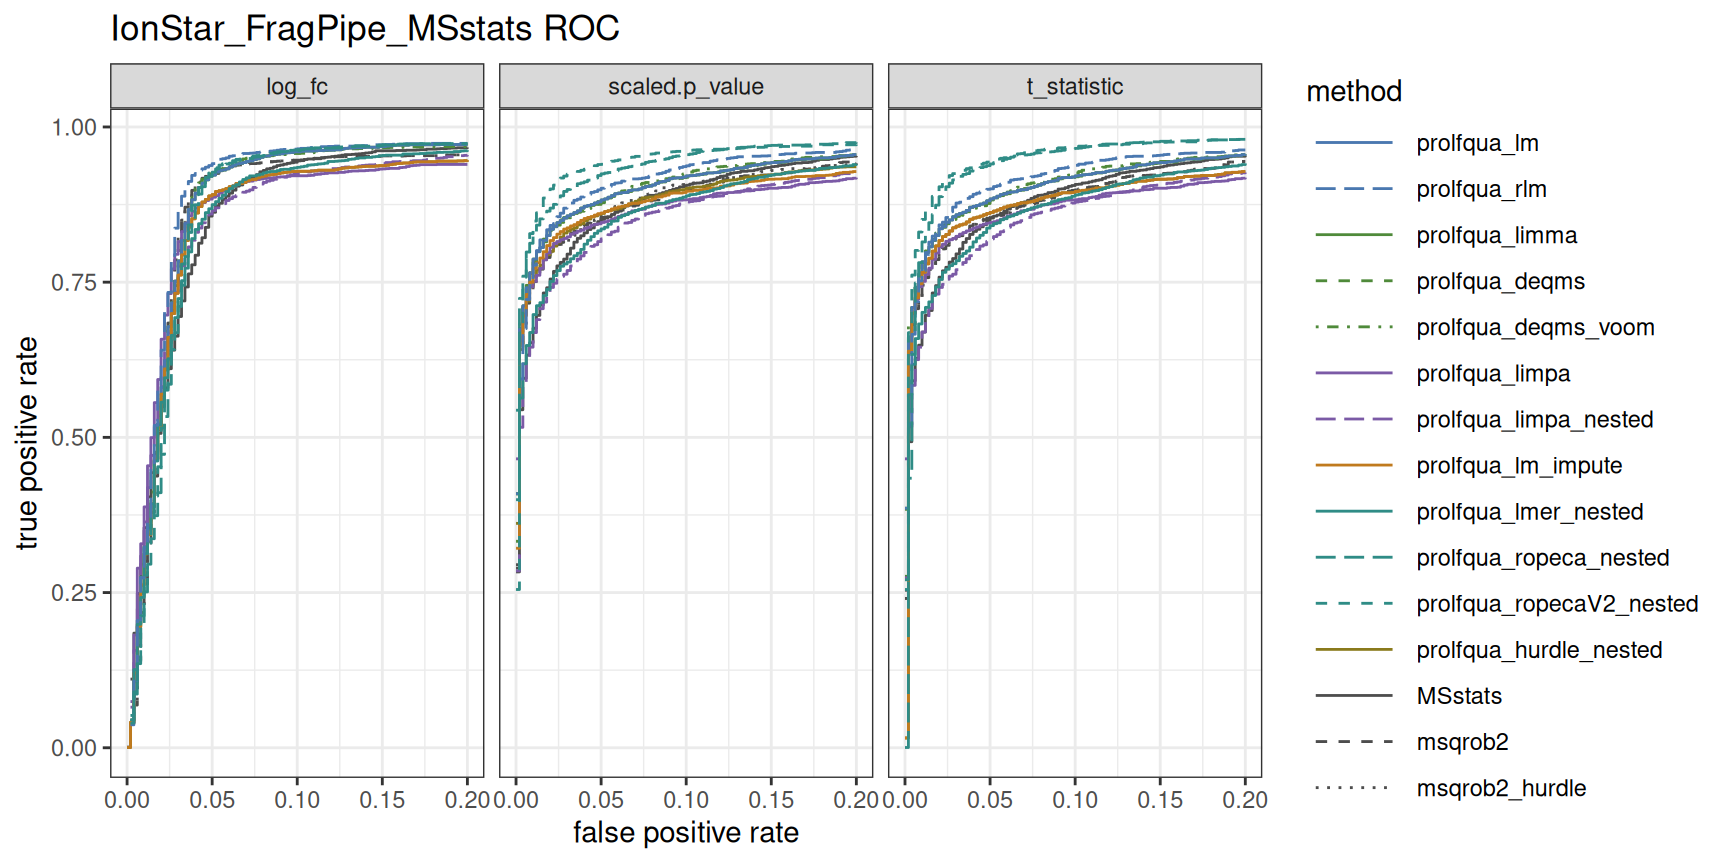 IonStar_FragPipe_MSstats ROC
log_fc
scaled.p_value
t_statistic
method
true positive rate
1.00
0.75
0.50
0.25
0.00
0.00 0.05 0.10 0.15 0.20
0.00 0.05 0.10 0.15 0.20
0.00 0.05 0.10 0.15 0.20
false positive rate
prolfqua_lm
prolfqua_rlm
prolfqua_limma
prolfqua_deqms
prolfqua_deqms_voom
prolfqua_limpa
prolfqua_limpa_nested
prolfqua_lm_impute
prolfqua_lmer_nested
prolfqua_ropeca_nested
prolfqua_ropecaV2_nested
prolfqua_hurdle_nested
MSstats
msqrob2
msqrob2_hurdle